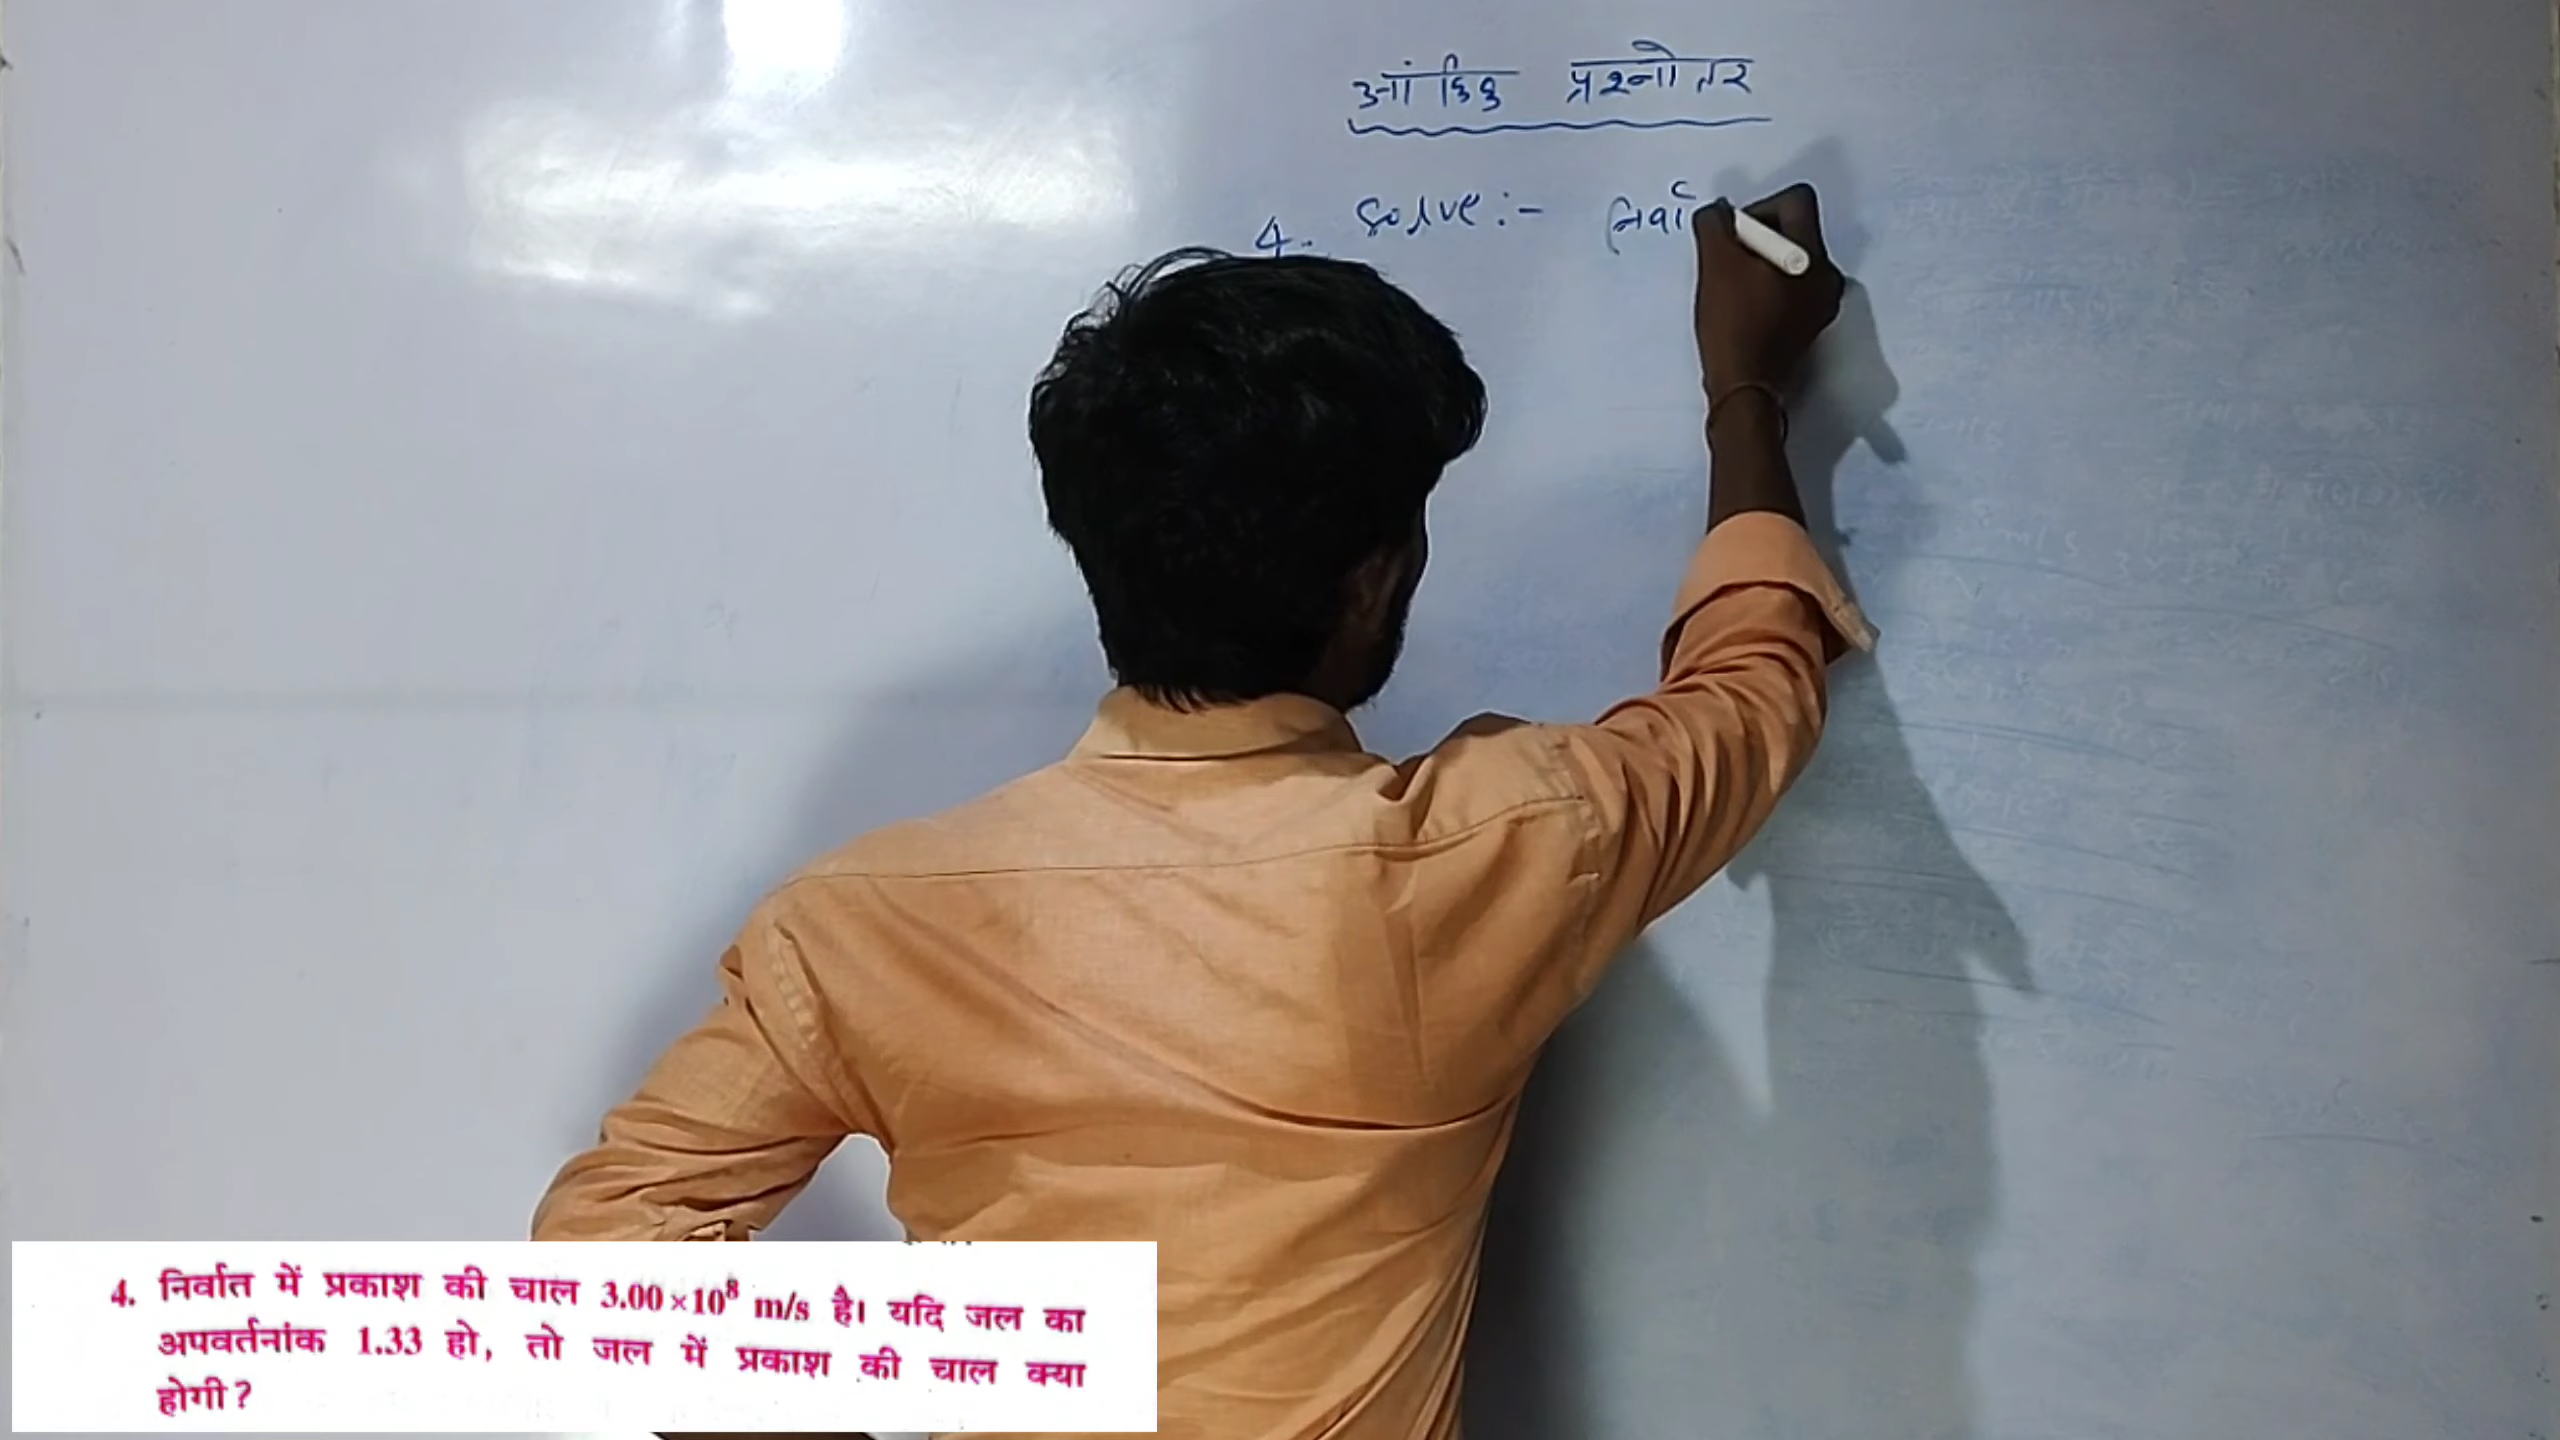 आंकिक प्रश्नोतर
4. Solve :- निर्वा
4. निर्वात में प्रकाश की चाल 3.00×10⁸ m/s है। यदि जल का
अपवर्तनांक 1.33 हो, तो जल में प्रकाश की चाल क्या
होगी?